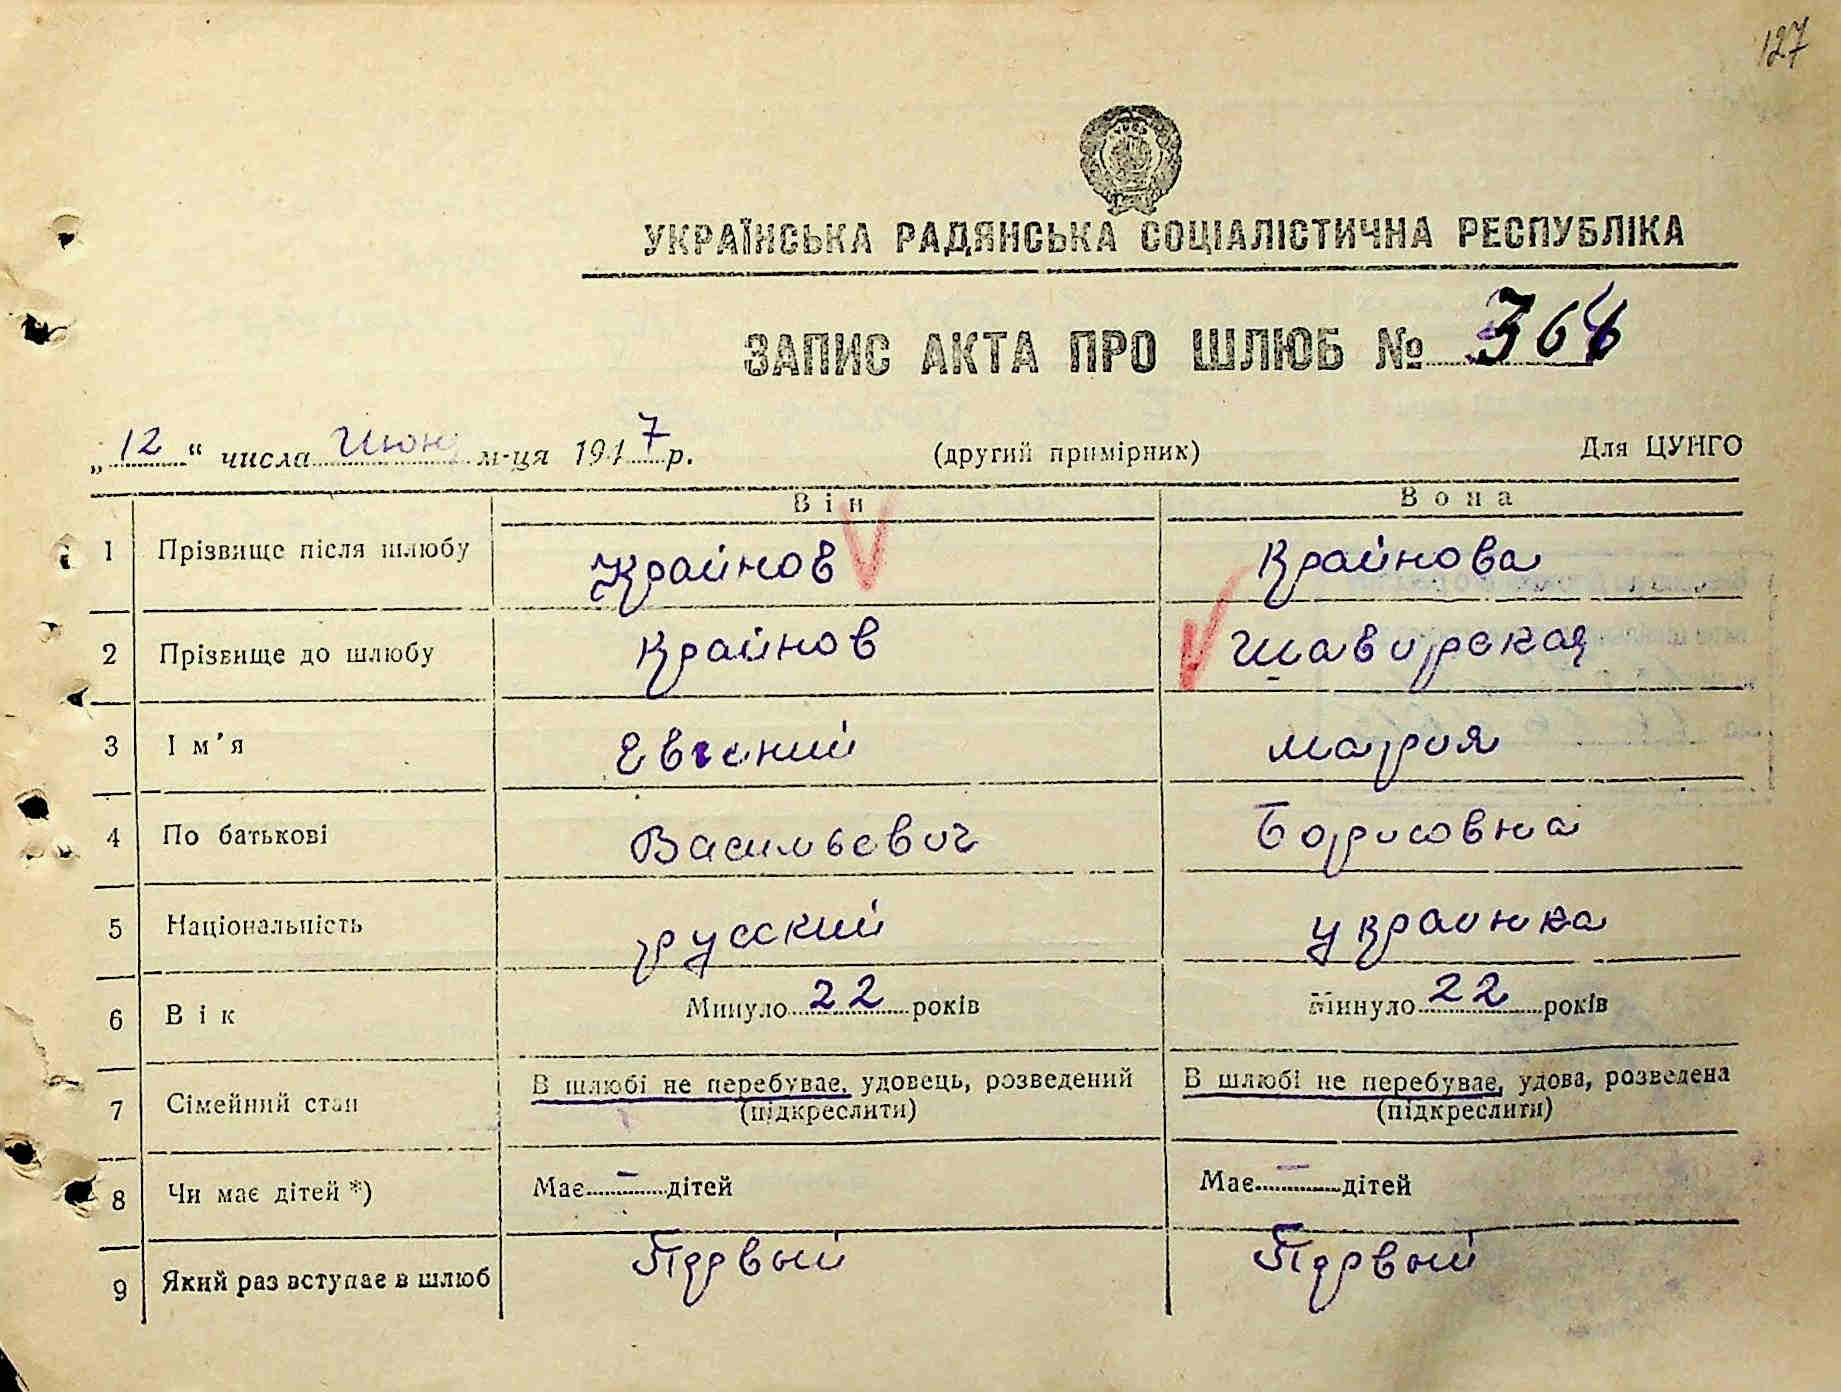 127
УКРАЇНСЬКА РАДЯНСЬКА СОЦІАЛІСТИЧНА РЕСПУБЛІКА
ЗАПИС АКТА ПРО ШЛЮБ №
„12“ числа Июня м-ця 1947 р. (другий примірник) Для ЦУНГО
Він Вона
1 Прізвище після шлюбу Крайнов Крайнова
2 Прізвище до шлюбу Крайнов
3 Ім'я Евгений Мария
4 По батькові Васильевич Борисовна
5 Національність русский украинка
6 Вік Минуло 22 років Минуло 22 років
7 Сімейний стан В шлюбі не перебуває, удовець, розведений В шлюбі не перебуває, удова, розведена
(підкреслити) (підкреслити)
8 Чи має дітей *) Має — дітей Має — дітей
9 Який раз вступає в шлюб Первый Первый